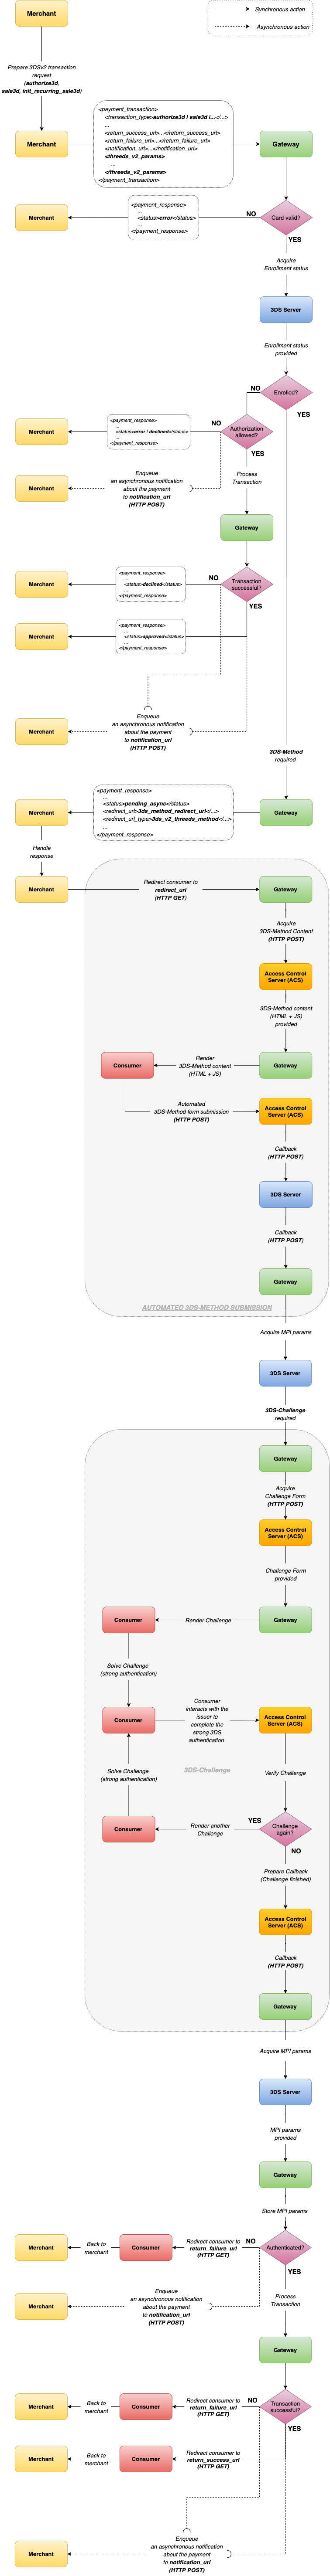 Merchant
Synchronous action
Asynchronous action
Prepare 3DSv2 transaction
request
(authorize3d,
sale3d, init_recurring_sale3d)
Merchant
<payment_transaction>
<transaction_type>authorize3d I sale3d I...</...>
...
<return_success_url>...</return_success_url>
<return_failure_url>...</return_failure_url>
<notification_url>...</notification_url>
<threeds_v2_params>
...
</threeds_v2_params>
</payment_transaction>
Gateway
Merchant
<payment_response>
...
<status>error</status>
...
</payment_response>
NO
Card valid?
YES
Acquire
Enrollment status
3DS Server
Enrollment status
provided
NO
Enrolled?
YES
Merchant
<payment_response>
...
<status>error I declined</status>
...
</payment_response>
NO
Authorization
allowed?
YES
Merchant
Enqueue
an asynchronous notification
about the payment
to notification_url
(HTTP POST)
Process
Transaction
Gateway
Merchant
<payment_response>
...
<status>declined</status>
...
</payment_response>
NO
Transaction
successful?
YES
Merchant
<payment_response>
...
<status>approved</status>
...
</payment_response>
Merchant
Enqueue
an asynchronous notification
about the payment
to notification_url
(HTTP POST)
3DS-Method
required
Merchant
<payment_response>
...
<status>pending_async</status>
<redirect_url>3ds_method_redirect_url</...>
<redirect_url_type>3ds_v2_threeds_method</...>
...
</payment_response>
Gateway
Handle
response
Merchant
Redirect consumer to
redirect_url
(HTTP GET)
Gateway
Acquire
3DS-Method Content
(HTTP POST)
Access Control
Server (ACS)
3DS-Method content
(HTML + JS)
provided
Consumer
Render
3DS-Method content
(HTML + JS)
Gateway
Automated
3DS-Method form submission
(HTTP POST)
Access Control
Server (ACS)
Callback
(HTTP POST)
3DS Server
Callback
(HTTP POST)
Gateway
AUTOMATED 3DS-METHOD SUBMISSION
Acquire MPI params
3DS Server
3DS-Challenge
required
Gateway
Acquire
Challenge Form
(HTTP POST)
Access Control
Server (ACS)
Challenge Form
provided
Consumer
Render Challenge
Gateway
Solve Challenge
(strong authentication)
Consumer
Consumer
interacts with the
issuer to
complete the
strong 3DS
authentication
Access Control
Server (ACS)
Solve Challenge
(strong authentication)
3DS-Challenge
Verify Challenge
Consumer
Render another
Challenge
YES
Challenge
again?
NO
Prepare Callback
(Challenge finished)
Access Control
Server (ACS)
Callback
(HTTP POST)
Gateway
Acquire MPI params
3DS Server
MPI params
provided
Gateway
Store MPI params
Merchant
Back to
merchant
Consumer
Redirect consumer to
return_failure_url
(HTTP GET)
NO
Authenticated?
YES
Merchant
Enqueue
an asynchronous notification
about the payment
to notification_url
(HTTP POST)
Process
Transaction
Gateway
Merchant
Back to
merchant
Consumer
Redirect consumer to
return_failure_url
(HTTP GET)
NO
Transaction
successful?
YES
Merchant
Back to
merchant
Consumer
Redirect consumer to
return_success_url
(HTTP GET)
Merchant
Enqueue
an asynchronous notification
about the payment
to notification_url
(HTTP POST)